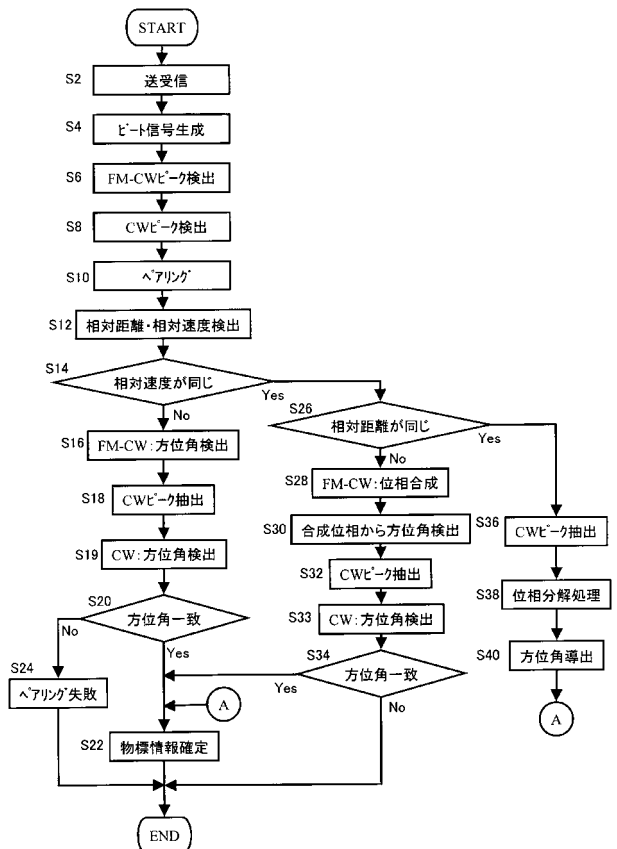 START
S2
送受信
S4
ビート信号生成
S6
FM-CWピーク検出
S8
CWピーク検出
S10
ペアリング
S12
相対距離・相対速度検出
S14
相対速度が同じ
Yes
No
S16
FM-CW:方位角検出
S18
CWピーク抽出
S19
CW:方位角検出
S20
方位角一致
No
Yes
S24
ペアリング失敗
A
S22
物標情報確定
END
S26
相対距離が同じ
Yes
No
S28
FM-CW:位相合成
S30
合成位相から方位角検出
S32
CWピーク抽出
S33
CW:方位角検出
S34
方位角一致
Yes
No
S36
CWピーク抽出
S38
位相分解処理
S40
方位角導出
A